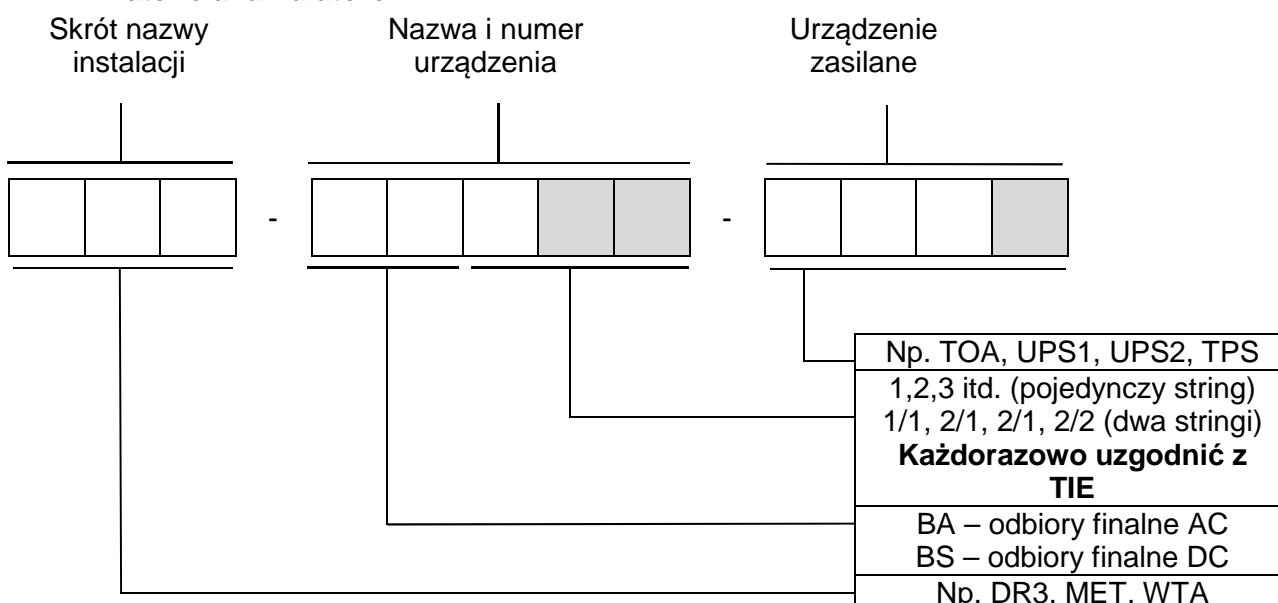 Skrót nazwy
instalacji
Nazwa i numer
urządzenia
Urządzenie
zasilane
-
-
Np. TOA, UPS1, UPS2, TPS
1,2,3 itd. (pojedynczy string)
1/1, 2/1, 2/1, 2/2 (dwa stringi)
Każdorazowo uzgodnić z
TIE
BA – odbiory finalne AC
BS – odbiory finalne DC
Np. DR3, MET, WTA